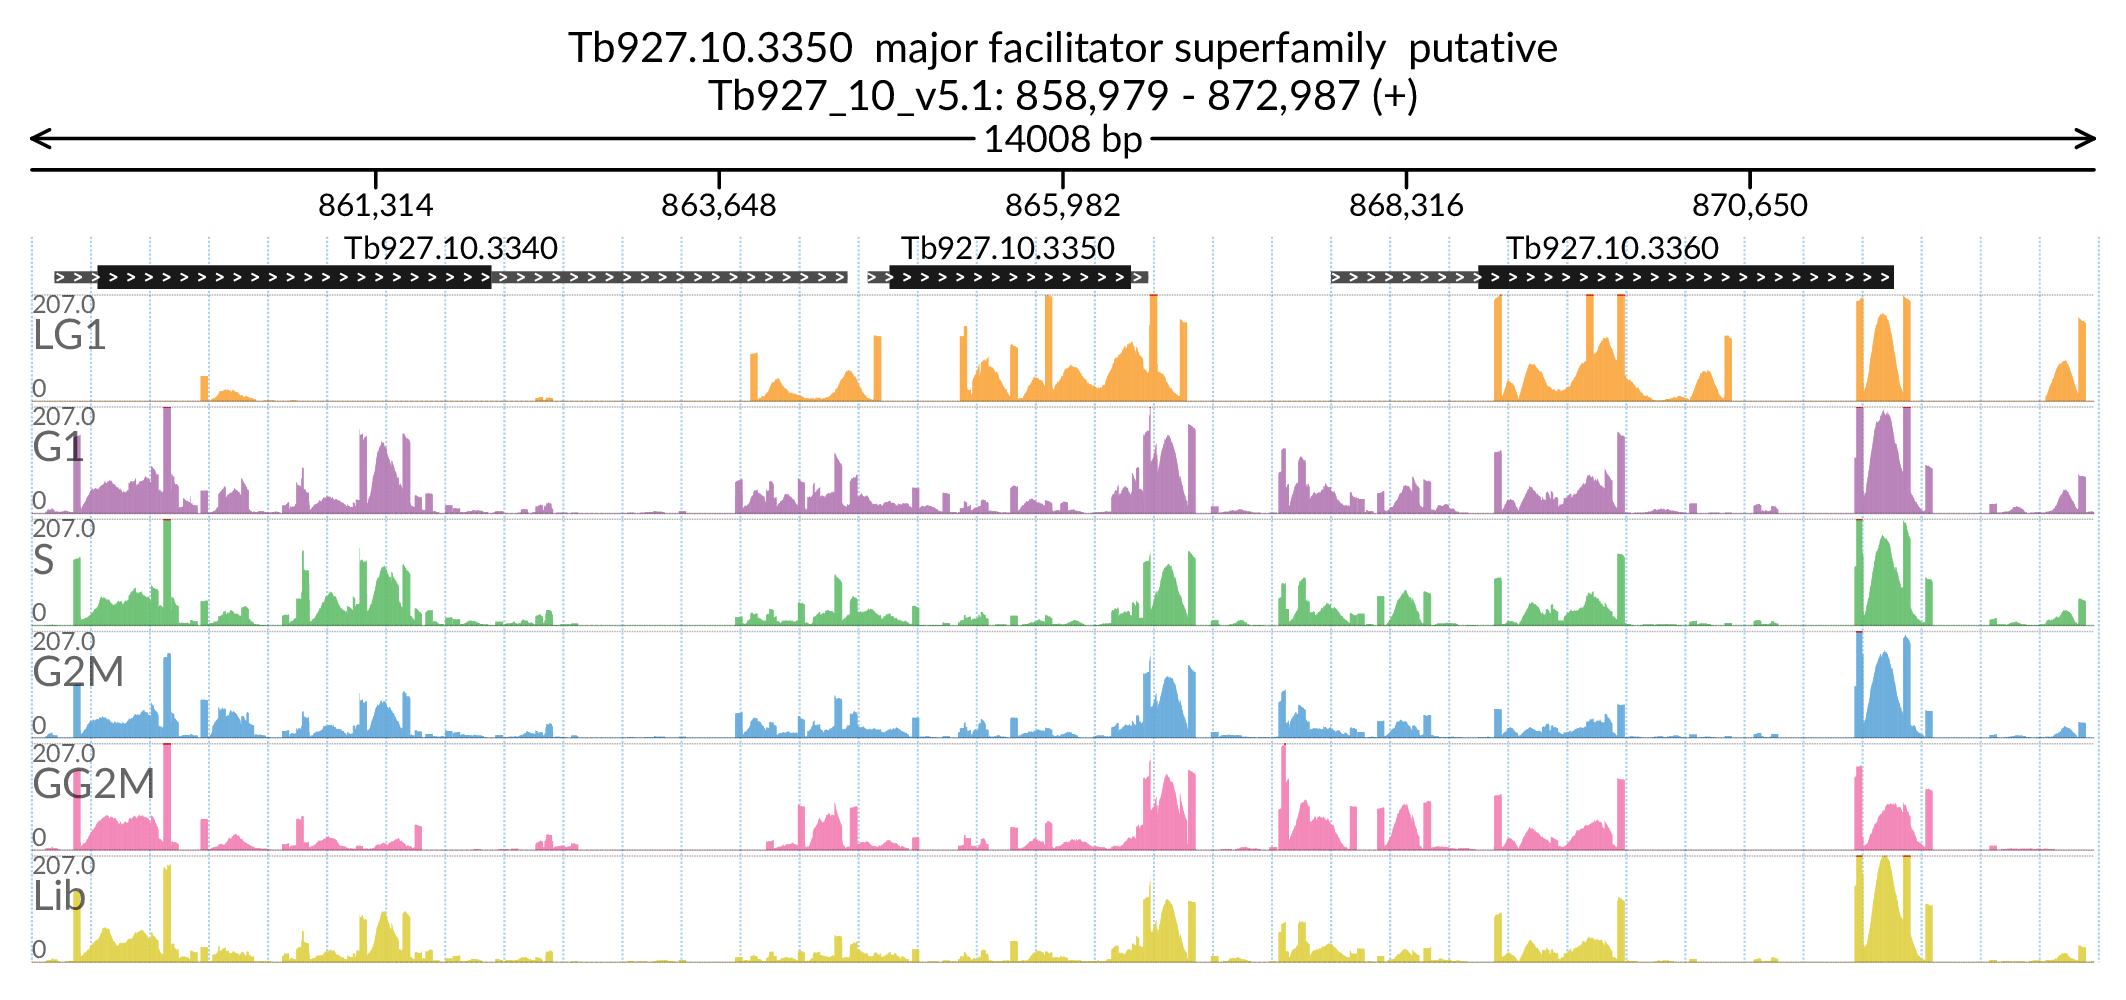 Tb927.10.3350  major facilitator superfamily  putative
Tb927_10_v5.1: 858,979 - 872,987 (+)
14008 bp
861,314 863,648 865,982 868,316 870,650
Tb927.10.3340 Tb927.10.3350 Tb927.10.3360
207.0
LG1
0
207.0
G1
0
207.0
S
0
207.0
G2M
0
207.0
GG2M
0
207.0
Lib
0